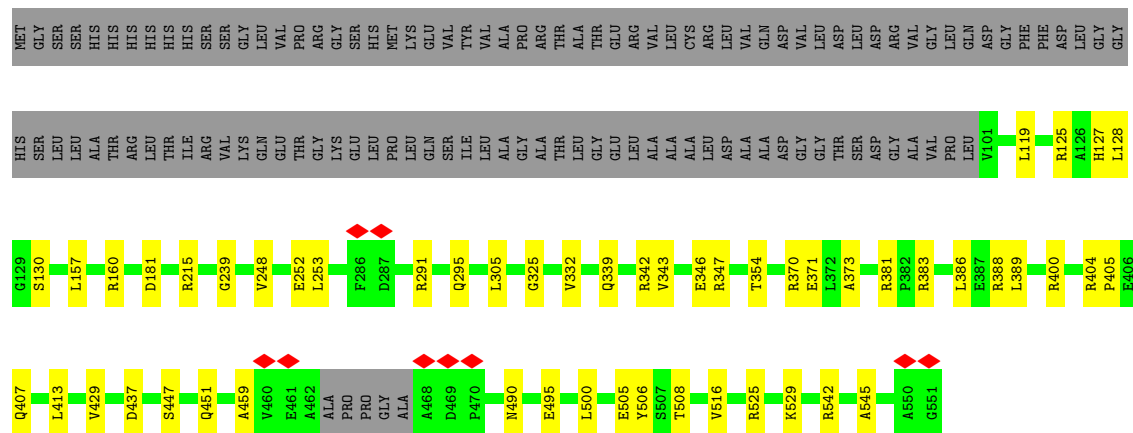 MET GLY SER SER HIS HIS HIS HIS HIS HIS SER SER GLY LEU VAL PRO ARG GLY SER HIS MET LYS GLU VAL TYR VAL ALA PRO ARG THR ALA THR GLU ARG VAL LEU CYS ARG LEU VAL GLN ASP VAL LEU ASP LEU ASP ARG VAL GLY LEU GLN ASP GLY PHE PHE ASP LEU GLY GLY
HIS SER LEU LEU ALA THR ARG LEU THR ILE ARG VAL LYS GLN GLU THR GLY LYS GLU LEU PRO LEU GLN SER ILE LEU ALA GLY ALA THR LEU GLY GLU LEU ALA ALA ALA LEU ASP ALA ALA ASP GLY GLY THR SER ASP GLY ALA VAL PRO LEU V101 L119 R125 A126 H127 L128
G129 S130 L157 R160 D181 R215 G239 V248 E252 L253 F286 D287 R291 Q295 L305 G325 V332 Q339 R342 V343 E346 R347 T354 R370 E371 L372 A373 R381 P382 R383 L386 E387 R388 L389 R400 R404 P405 E406
Q407 L413 V429 D437 S447 Q451 A459 V460 E461 A462 ALA PRO PRO GLY ALA A468 D469 P470 N490 E495 L500 E505 Y506 S507 T508 V516 R525 K529 R542 A545 A550 G551